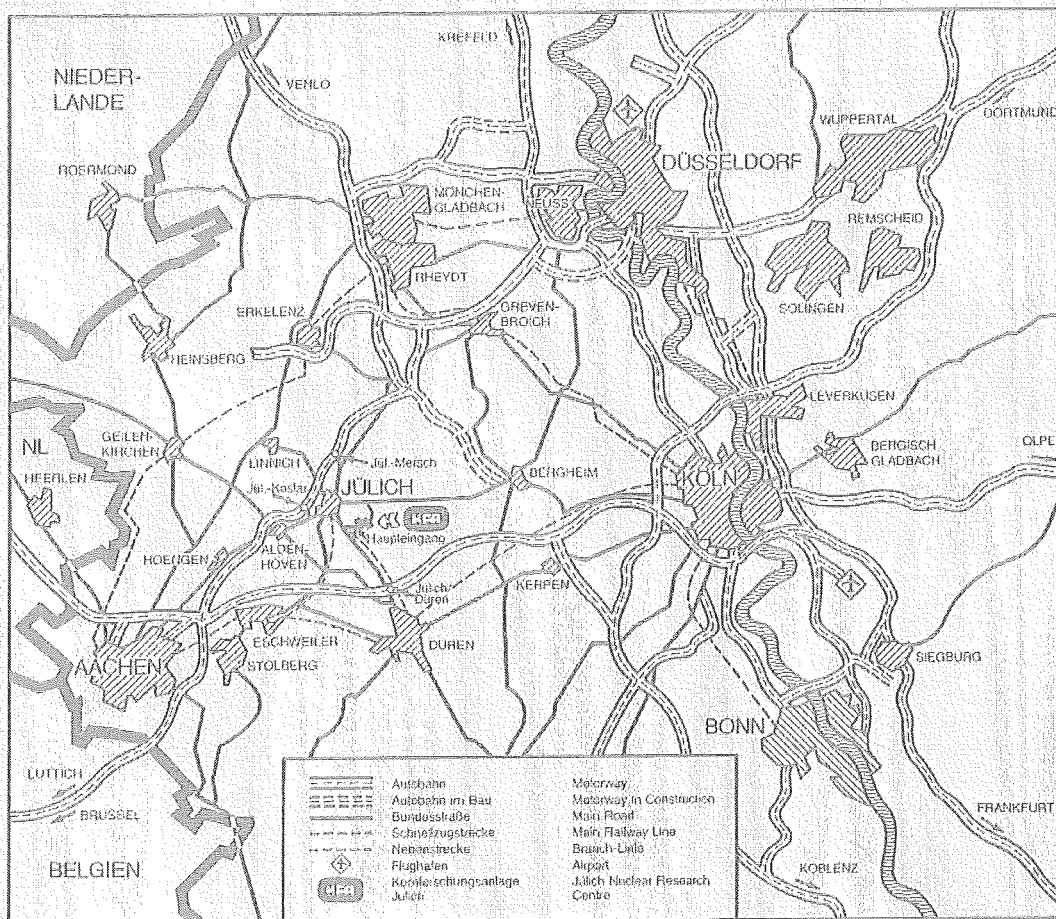 KREFELD
NIEDER-
LANDE
VENLO
DORTMUND
WUPPERTAL
DÜSSELDORF
ROERMOND
MÖNCHEN-
GLADBACH
NEUSS
REMSCHEID
RHEYDT
SOLINGEN
ERKELENZ
GREVEN-
BROICH
HEINSBERG
LEVERKUSEN
GEILEN-
KIRCHEN
NL
HEERLEN
LINNICH
Jül.-Mersch
BERGHEIM
BERGISCH
GLADBACH
OLPE
Jül.-Koslar
JÜLICH
KÖLN
KFA
Haupteingang
HOENGEN
ALDEN-
HOVEN
KERPEN
Jülich
Düren
ESCHWEILER
DÜREN
AACHEN
STOLBERG
SIEGBURG
BONN
LÜTTICH
BRÜSSEL
FRANKFURT
BELGIEN
KOBLENZ
Autobahn Motorway
Autobahn im Bau Motorway in Construction
Bundesstraße Main Road
Schnellzugstrecke Main Railway Line
Nebenstrecke Branch-Line
Flughafen Airport
KFA Kernforschungsanlage Jülich Nuclear Research
Jülich Centre